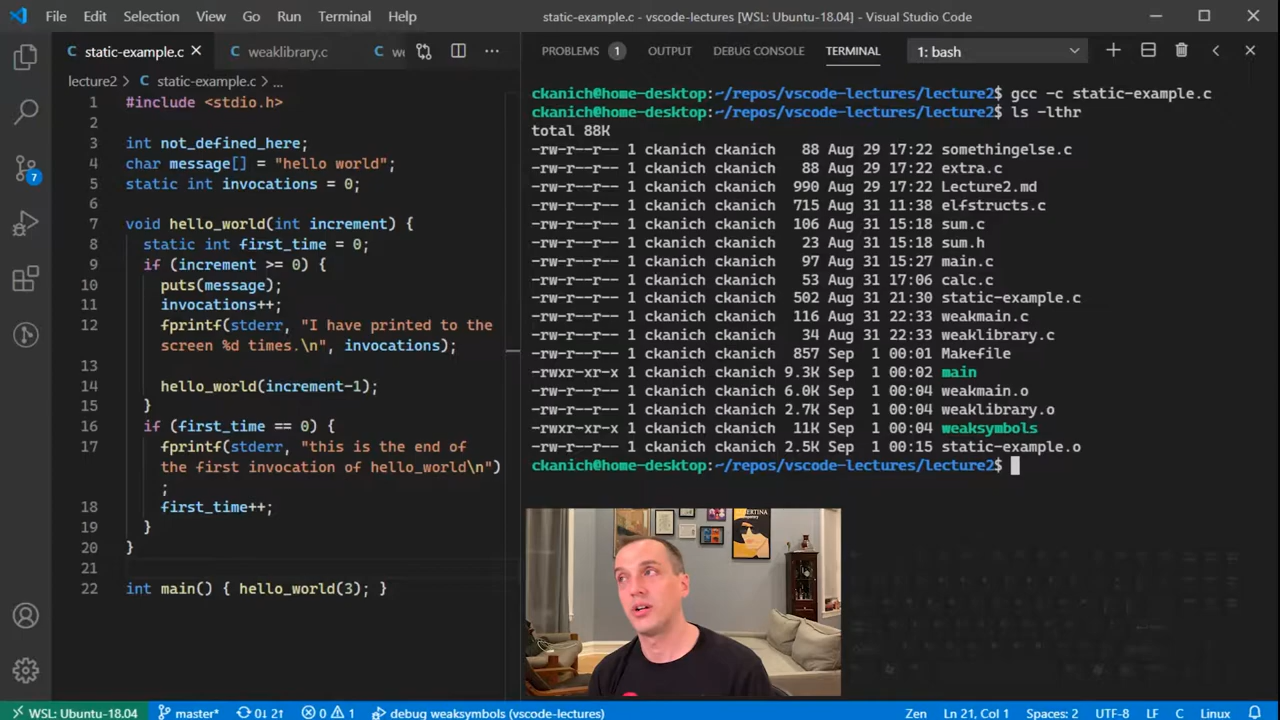 File Edit Selection View Go Run Terminal Help static-example.c - vscode-lectures [WSL: Ubuntu-18.04] - Visual Studio Code
C static-example.c C weaklibrary.c C we
PROBLEMS 1 OUTPUT DEBUG CONSOLE TERMINAL 1: bash
lecture2 > C static-example.c > ...
1 #include <stdio.h>
2
3 int not_defined_here;
4 char message[] = "hello world";
5 static int invocations = 0;
6
7 void hello_world(int increment) {
8 static int first_time = 0;
9 if (increment >= 0) {
10 puts(message);
11 invocations++;
12 fprintf(stderr, "I have printed to the
screen %d times.\n", invocations);
13
14 hello_world(increment-1);
15 }
16 if (first_time == 0) {
17 fprintf(stderr, "this is the end of
the first invocation of hello_world\n")
;
18 first_time++;
19 }
20 }
21
22 int main() { hello_world(3); }
ckanich@home-desktop:~/repos/vscode-lectures/lecture2$ gcc -c static-example.c
ckanich@home-desktop:~/repos/vscode-lectures/lecture2$ ls -lthr
total 88K
-rw-r--r-- 1 ckanich ckanich 88 Aug 29 17:22 somethingelse.c
-rw-r--r-- 1 ckanich ckanich 88 Aug 29 17:22 extra.c
-rw-r--r-- 1 ckanich ckanich 990 Aug 29 17:22 Lecture2.md
-rw-r--r-- 1 ckanich ckanich 715 Aug 31 11:38 elfstructs.c
-rw-r--r-- 1 ckanich ckanich 106 Aug 31 15:18 sum.c
-rw-r--r-- 1 ckanich ckanich 23 Aug 31 15:18 sum.h
-rw-r--r-- 1 ckanich ckanich 97 Aug 31 15:27 main.c
-rw-r--r-- 1 ckanich ckanich 53 Aug 31 17:06 calc.c
-rw-r--r-- 1 ckanich ckanich 502 Aug 31 21:30 static-example.c
-rw-r--r-- 1 ckanich ckanich 116 Aug 31 22:33 weakmain.c
-rw-r--r-- 1 ckanich ckanich 34 Aug 31 22:33 weaklibrary.c
-rw-r--r-- 1 ckanich ckanich 857 Sep 1 00:01 Makefile
-rwxr-xr-x 1 ckanich ckanich 9.3K Sep 1 00:02 main
-rw-r--r-- 1 ckanich ckanich 6.0K Sep 1 00:04 weakmain.o
-rw-r--r-- 1 ckanich ckanich 2.7K Sep 1 00:04 weaklibrary.o
-rwxr-xr-x 1 ckanich ckanich 11K Sep 1 00:04 weaksymbols
-rw-r--r-- 1 ckanich ckanich 2.5K Sep 1 00:15 static-example.o
ckanich@home-desktop:~/repos/vscode-lectures/lecture2$
7
WSL: Ubuntu-18.04 master* 0↓ 2↑ 0 1 debug weaksymbols (vscode-lectures) Zen Ln 21, Col 1 Spaces: 2 UTF-8 LF C Linux